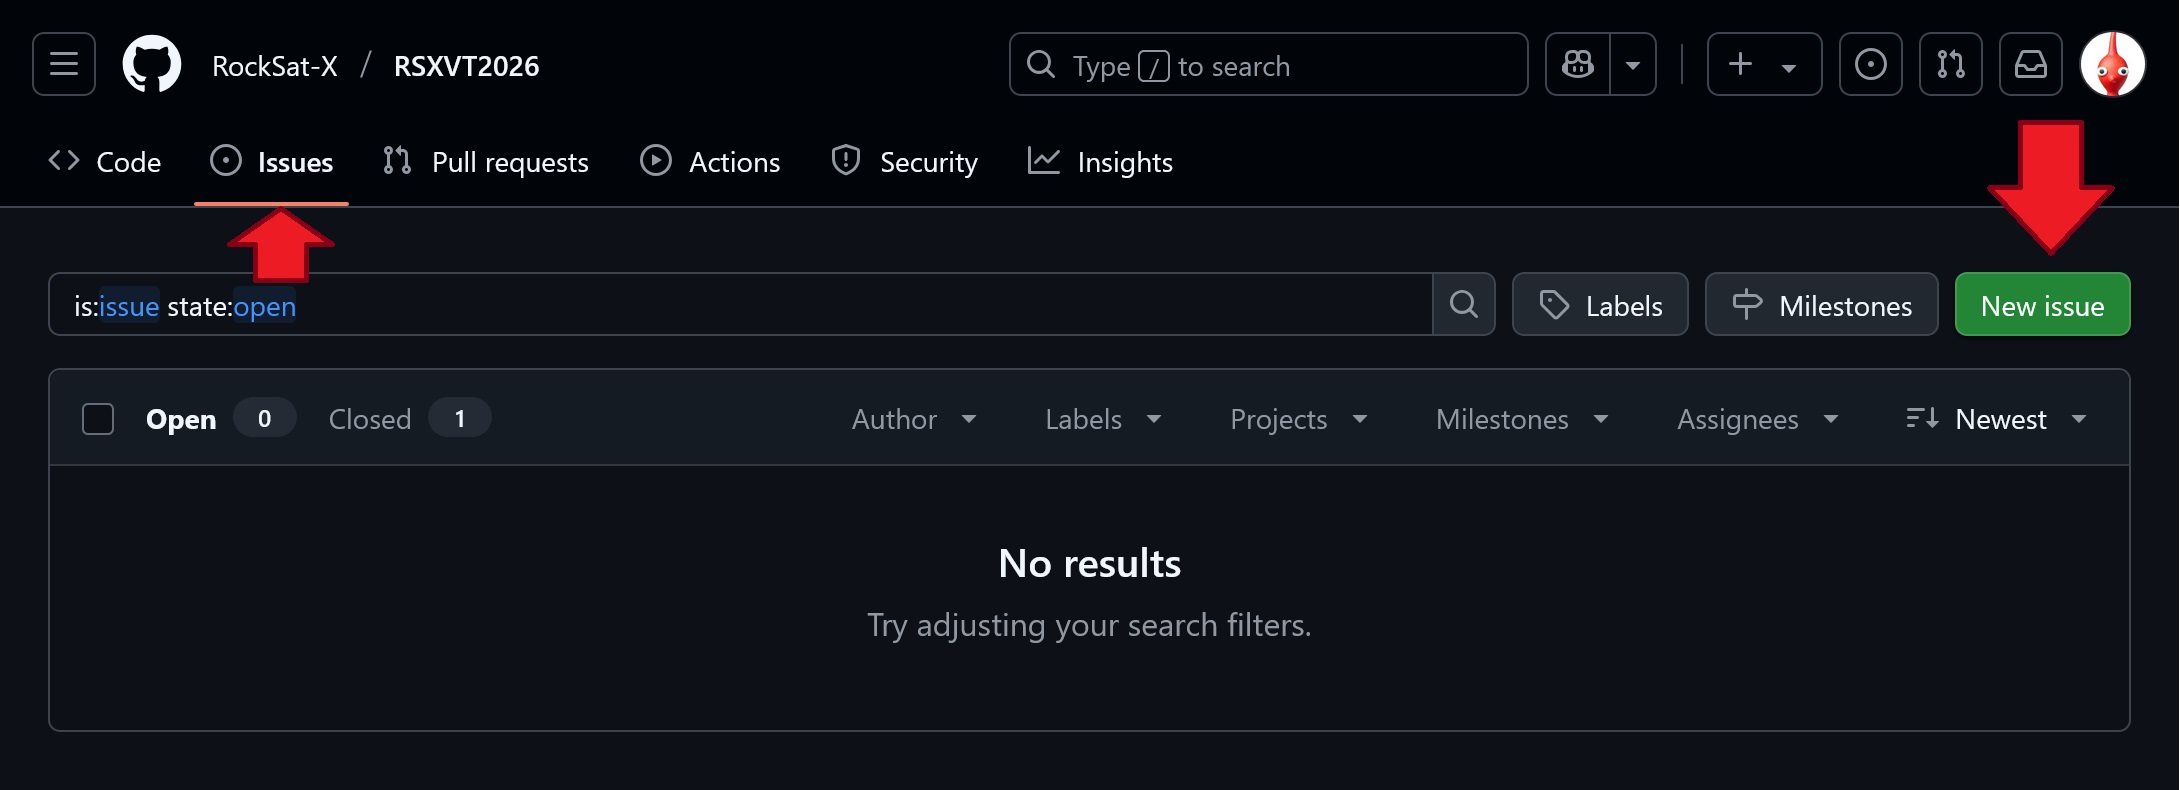 RockSat-X / RSXVT2026 Type / to search
Code Issues Pull requests Actions Security Insights
is:issue state:open Labels Milestones New issue
Open 0 Closed 1 Author Labels Projects Milestones Assignees Newest
No results
Try adjusting your search filters.